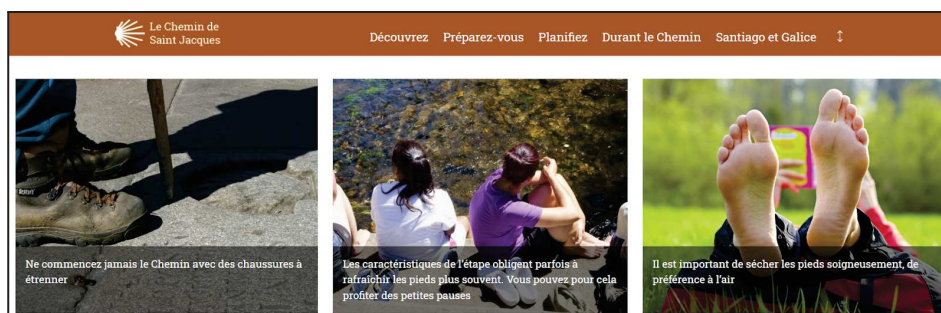 Le Chemin de
Saint Jacques
Découvrez Préparez-vous Planifiez Durant le Chemin Santiago et Galice
Ne commencez jamais le Chemin avec des chaussures à
étrenner
Les caractéristiques de l'étape obligent parfois à
rafraîchir les pieds plus souvent. Vous pouvez pour cela
profiter des petites pauses
Il est important de sécher les pieds soigneusement, de
préférence à l'air